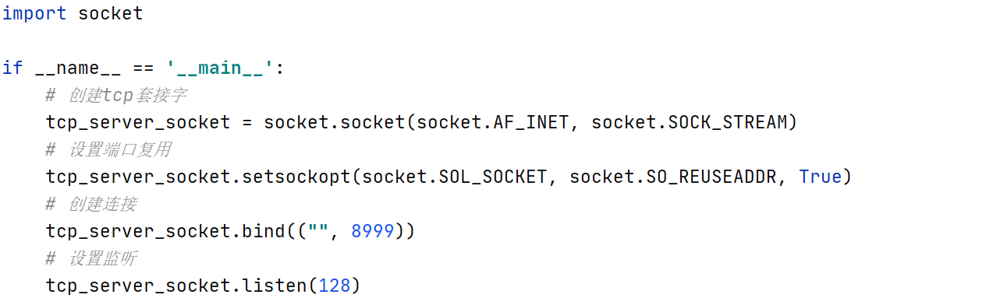 import socket

if __name__ == '__main__':
    # 创建tcp套接字
    tcp_server_socket = socket.socket(socket.AF_INET, socket.SOCK_STREAM)
    # 设置端口复用
    tcp_server_socket.setsockopt(socket.SOL_SOCKET, socket.SO_REUSEADDR, True)
    # 创建连接
    tcp_server_socket.bind(("", 8999))
    # 设置监听
    tcp_server_socket.listen(128)